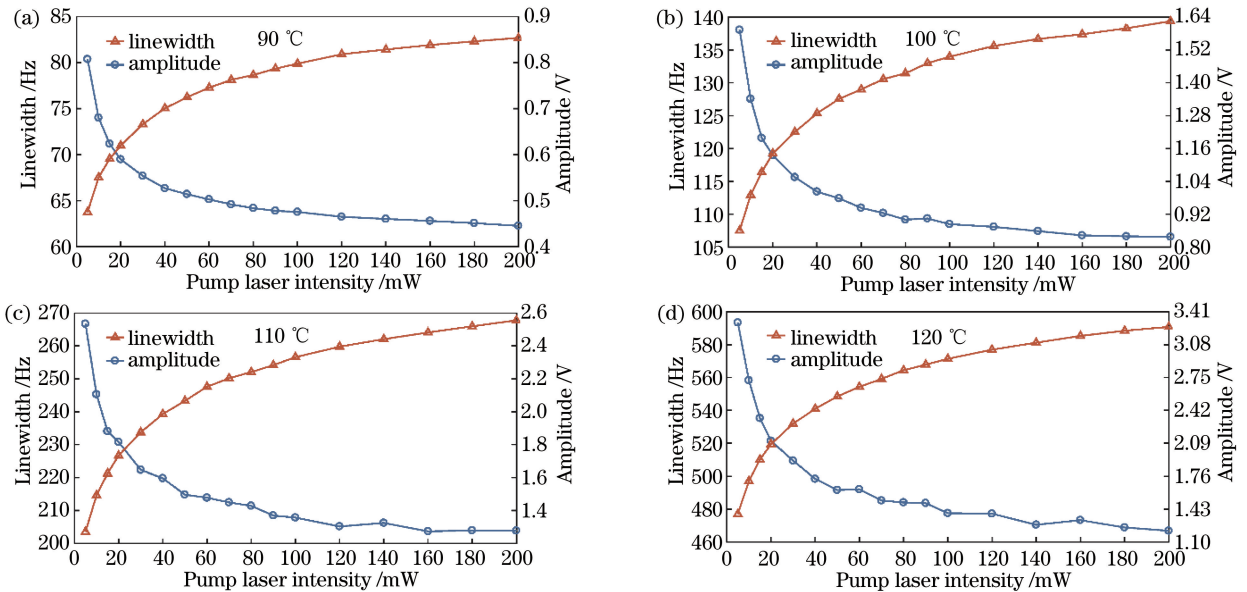 (a)
linewidth
amplitude
90 ℃
85
80
75
70
65
60
Linewidth /Hz
0.9
0.8
0.7
0.6
0.5
0.4
Amplitude /V
0 20 40 60 80 100 120 140 160 180 200
Pump laser intensity /mW
(b)
linewidth
amplitude
100 ℃
140
135
130
125
120
115
110
105
Linewidth /Hz
1.64
1.52
1.40
1.28
1.16
1.04
0.92
0.80
Amplitude /V
0 20 40 60 80 100 120 140 160 180 200
Pump laser intensity /mW
(c)
linewidth
amplitude
110 ℃
270
260
250
240
230
220
210
200
Linewidth /Hz
2.6
2.4
2.2
2.0
1.8
1.6
1.4
Amplitude /V
0 20 40 60 80 100 120 140 160 180 200
Pump laser intensity /mW
(d)
linewidth
amplitude
120 ℃
600
580
560
540
520
500
480
460
Linewidth /Hz
3.41
3.08
2.75
2.42
2.09
1.76
1.43
1.10
Amplitude /V
0 20 40 60 80 100 120 140 160 180 200
Pump laser intensity /mW